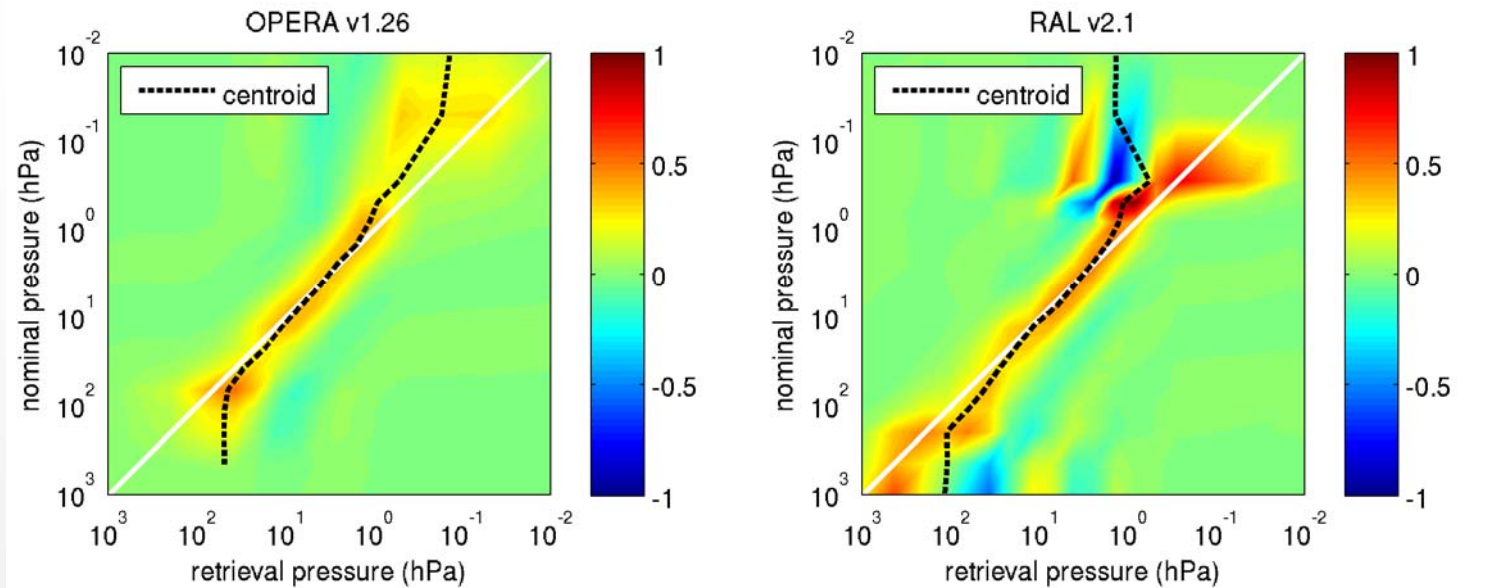 OPERA v1.26
10^-2
10^-1
10^0
10^1
10^2
10^3
nominal pressure (hPa)
centroid
10^3 10^2 10^1 10^0 10^-1 10^-2
retrieval pressure (hPa)
1
0.5
0
-0.5
-1
RAL v2.1
10^-2
10^-1
10^0
10^1
10^2
10^3
nominal pressure (hPa)
centroid
10^3 10^2 10^1 10^0 10^-1 10^-2
retrieval pressure (hPa)
1
0.5
0
-0.5
-1